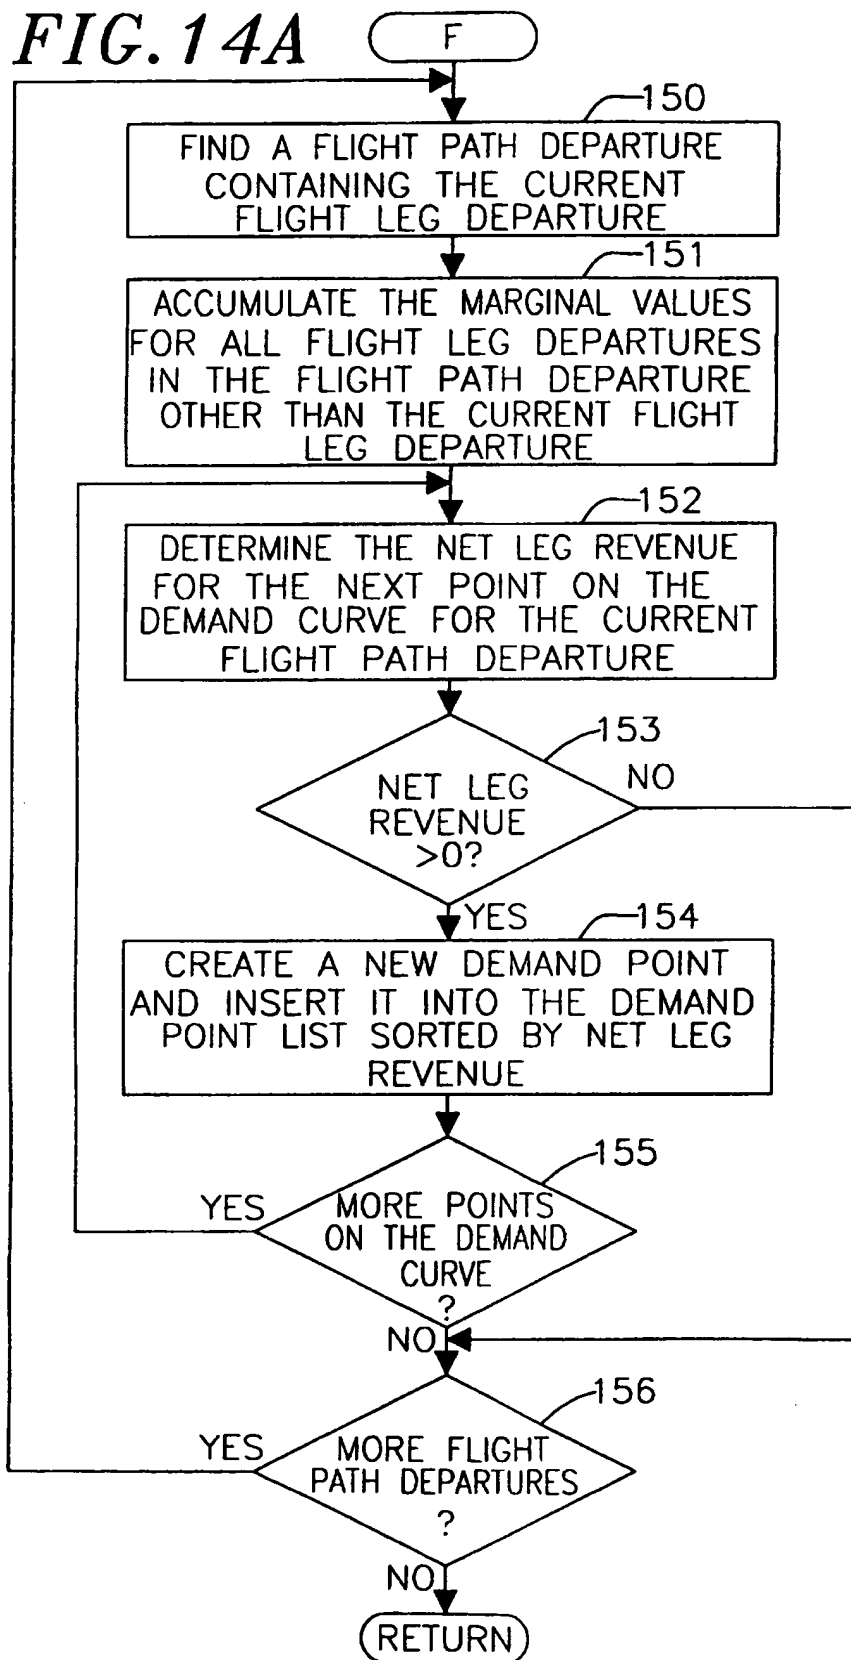 FIG. 14A
F
150
FIND A FLIGHT PATH DEPARTURE
CONTAINING THE CURRENT
FLIGHT LEG DEPARTURE
151
ACCUMULATE THE MARGINAL VALUES
FOR ALL FLIGHT LEG DEPARTURES
IN THE FLIGHT PATH DEPARTURE
OTHER THAN THE CURRENT FLIGHT
LEG DEPARTURE
152
DETERMINE THE NET LEG REVENUE
FOR THE NEXT POINT ON THE
DEMAND CURVE FOR THE CURRENT
FLIGHT PATH DEPARTURE
153
NO
NET LEG
REVENUE
>0?
YES
154
CREATE A NEW DEMAND POINT
AND INSERT IT INTO THE DEMAND
POINT LIST SORTED BY NET LEG
REVENUE
155
YES
MORE POINTS
ON THE DEMAND
CURVE
?
NO
156
YES
MORE FLIGHT
PATH DEPARTURES
?
NO
RETURN